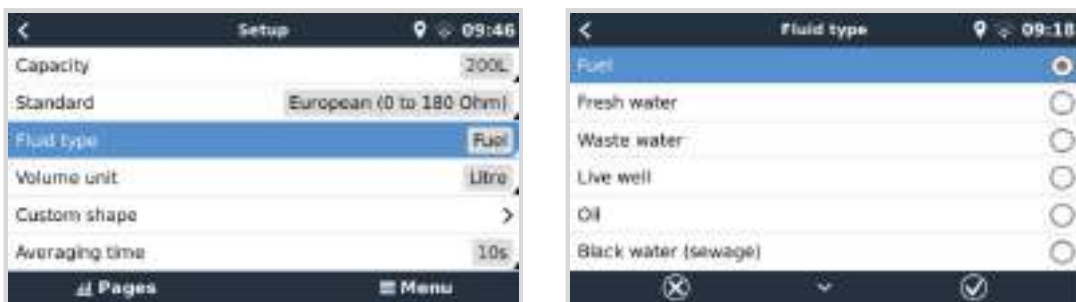 Setup 09:46
Capacity 200L
Standard European (0 to 180 Ohm)
Fluid type Fuel
Volume unit Litre
Custom shape
Averaging time 10s
Pages Menu
Fluid type 09:18
Fuel
Fresh water
Waste water
Live well
Oil
Black water (sewage)